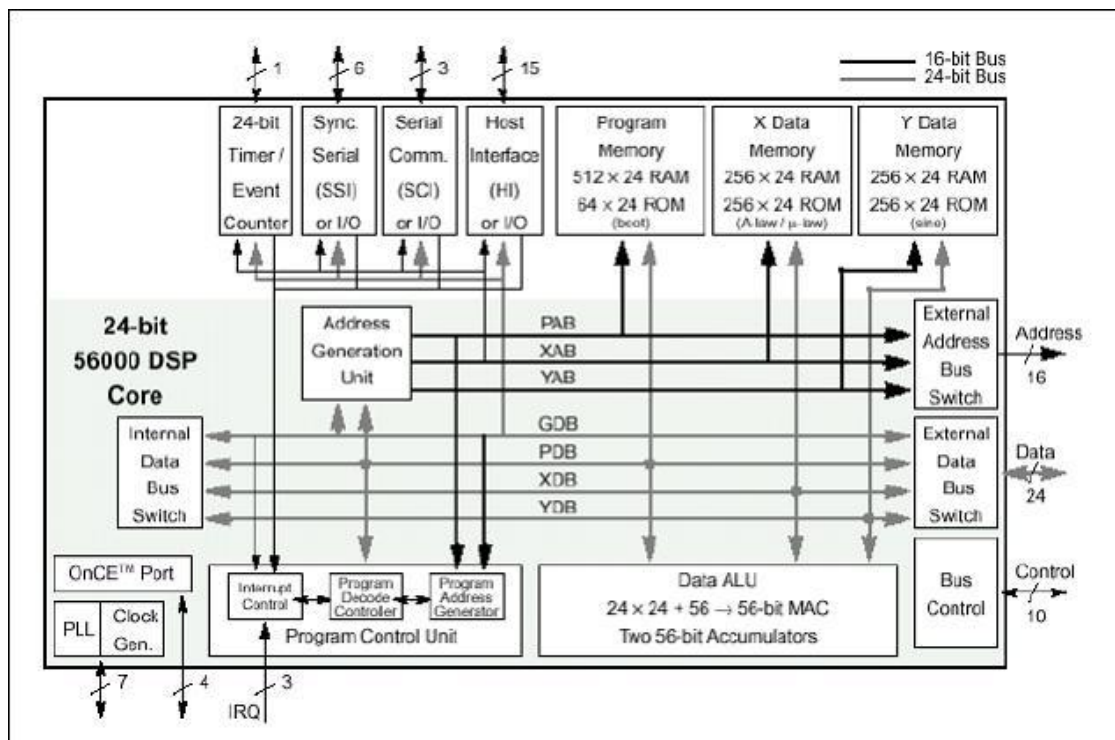 1
6
3
15
16-bit Bus
24-bit Bus
24-bit
Timer /
Event
Counter
Sync.
Serial
(SSI)
or I/O
Serial
Comm.
(SCI)
or I/O
Host
Interface
(HI)
or I/O
Program
Memory
512 × 24 RAM
64 × 24 ROM
(boot)
X Data
Memory
256 × 24 RAM
256 × 24 ROM
(A-law / μ-law)
Y Data
Memory
256 × 24 RAM
256 × 24 ROM
(sine)
24-bit
56000 DSP
Core
Address
Generation
Unit
PAB
XAB
YAB
External
Address
Bus
Switch
Address
16
Internal
Data
Bus
Switch
GDB
PDB
XDB
YDB
External
Data
Bus
Switch
Data
24
OnCE™ Port
PLL
Clock
Gen.
Interrupt
Control
Program
Decode
Controller
Program
Address
Generator
Program Control Unit
Data ALU
24 × 24 + 56 → 56-bit MAC
Two 56-bit Accumulators
Bus
Control
Control
10
7
4
3
IRQ